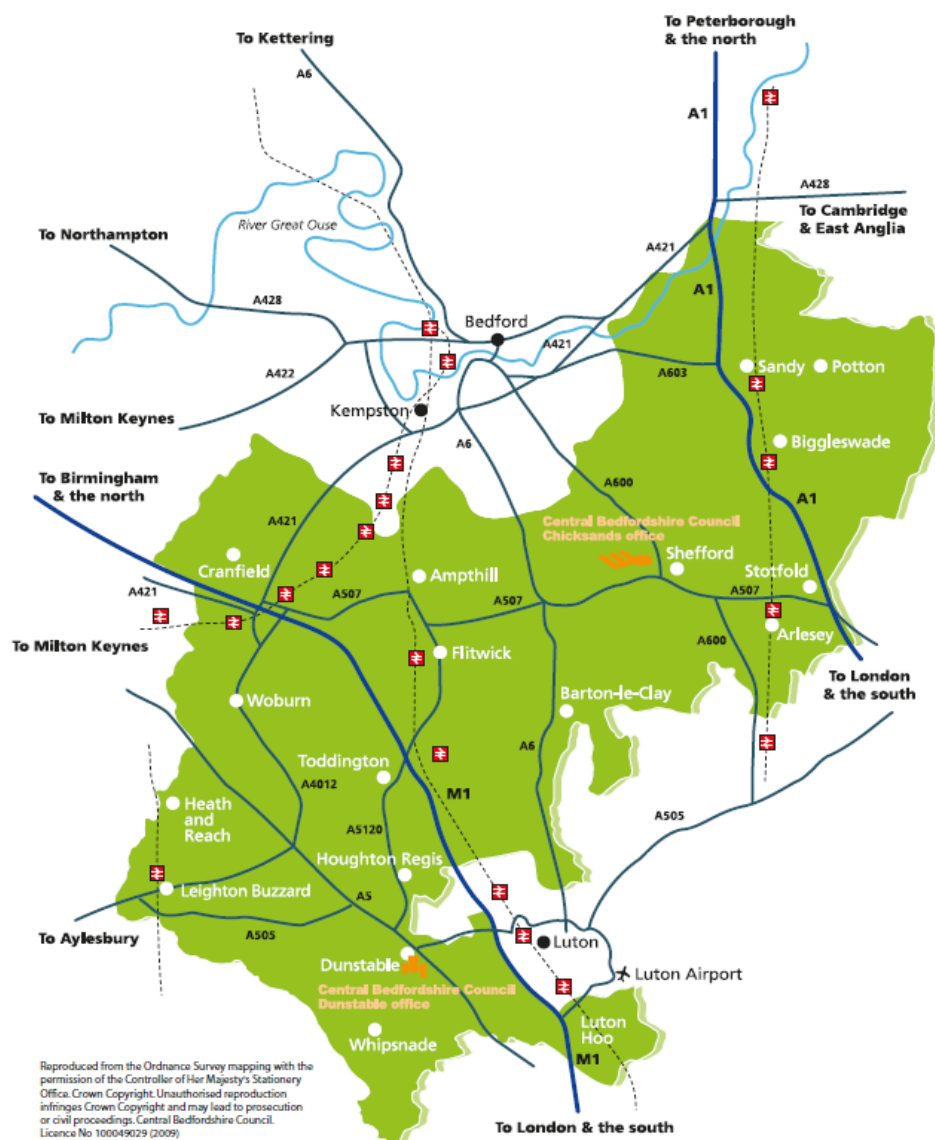 To Peterborough
& the north
To Kettering
A6
A1
A428
To Cambridge
& East Anglia
River Great Ouse
To Northampton
A421
A1
A428
Bedford
A421
A422
A603
Sandy
Potton
To Milton Keynes
Kempston
A6
Biggleswade
To Birmingham
& the north
A600
A1
A421
Central Bedfordshire Council
Chicksands office
Cranfield
Ampthill
Shefford
Stotfold
A421
A507
A507
A507
Arlesey
To Milton Keynes
Flitwick
A600
To London
& the south
Woburn
Barton-le-Clay
Toddington
A6
A4012
M1
Heath
and
Reach
A505
A5120
Houghton Regis
Leighton Buzzard
A5
To Aylesbury
A505
Luton
Dunstable
Luton Airport
Central Bedfordshire Council
Dunstable office
Luton
Hoo
Whipsnade
M1
Reproduced from the Ordnance Survey mapping with the
permission of the Controller of Her Majesty's Stationery
Office. Crown Copyright. Unauthorised reproduction
infringes Crown Copyright and may lead to prosecution
or civil proceedings. Central Bedfordshire Council.
Licence No 100049029 (2009)
To London & the south